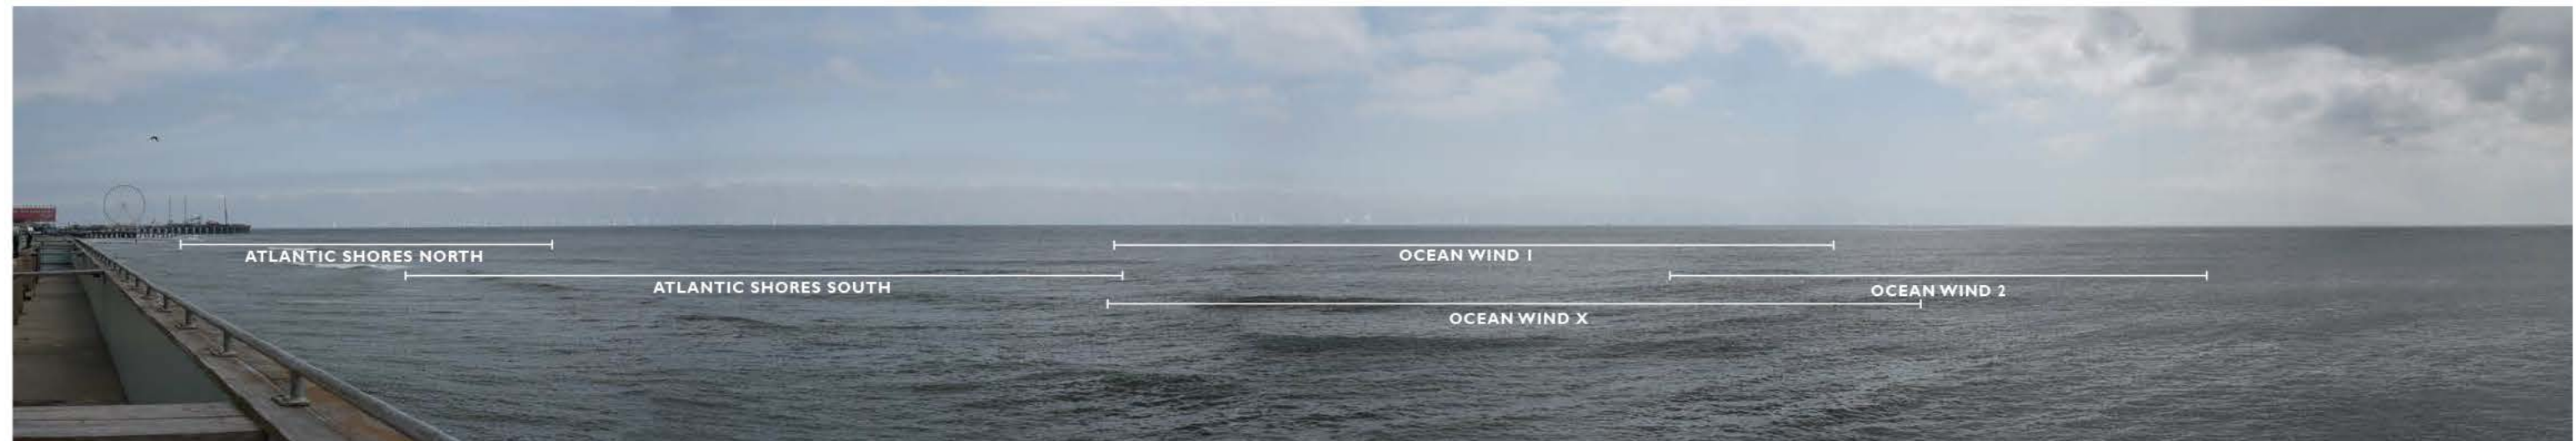 ATLANTIC SHORES NORTH
OCEAN WIND 1
ATLANTIC SHORES SOUTH
OCEAN WIND 2
OCEAN WIND X